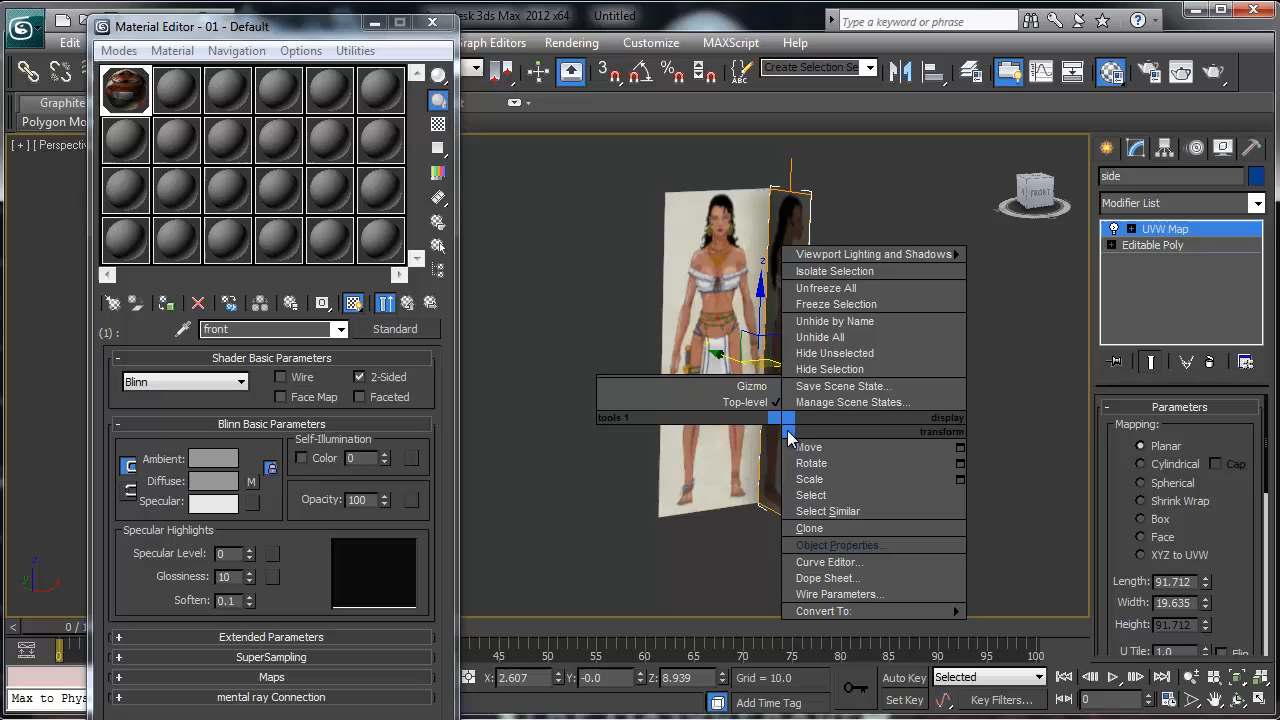 Material Editor - 01 - Default
desk 3ds Max 2012 x64
Untitled
Type a keyword or phrase
Edit
Modes
Material
Navigation
Options
Utilities
Graph Editors
Rendering
Customize
MAXScript
Help
Create Selection Se
Graphite
Polygon Mo
[ + ] [ Perspectiv
FRONT
side
Modifier List
UVW Map
Editable Poly
z
Viewport Lighting and Shadows
Isolate Selection
Unfreeze All
Freeze Selection
Unhide by Name
Unhide All
Hide Unselected
Hide Selection
Save Scene State...
Manage Scene States...
Gizmo
Top-level
tools 1
display
transform
Move
Rotate
Scale
Select
Select Similar
Clone
Object Properties...
Curve Editor...
Dope Sheet...
Wire Parameters...
Convert To:
(1) :
front
Standard
Shader Basic Parameters
Blinn
Wire
2-Sided
Face Map
Faceted
Blinn Basic Parameters
Self-Illumination
Ambient:
Color
0
Diffuse:
M
Specular:
Opacity:
100
Specular Highlights
Specular Level:
0
Glossiness:
10
Soften:
0.1
Extended Parameters
SuperSampling
Maps
mental ray Connection
Parameters
Mapping:
Planar
Cylindrical
Cap
Spherical
Shrink Wrap
Box
Face
XYZ to UVW
Length:
91.712
Width:
19.635
Height:
91.712
U Tile:
1.0
Flip
z
y
x
0 / 1
0
45
50
55
60
65
70
75
80
85
90
95
100
Max to Phys
X:
2.607
Y:
-0.0
Z:
8.939
Grid = 10.0
Add Time Tag
Auto Key
Selected
Set Key
Key Filters...
0